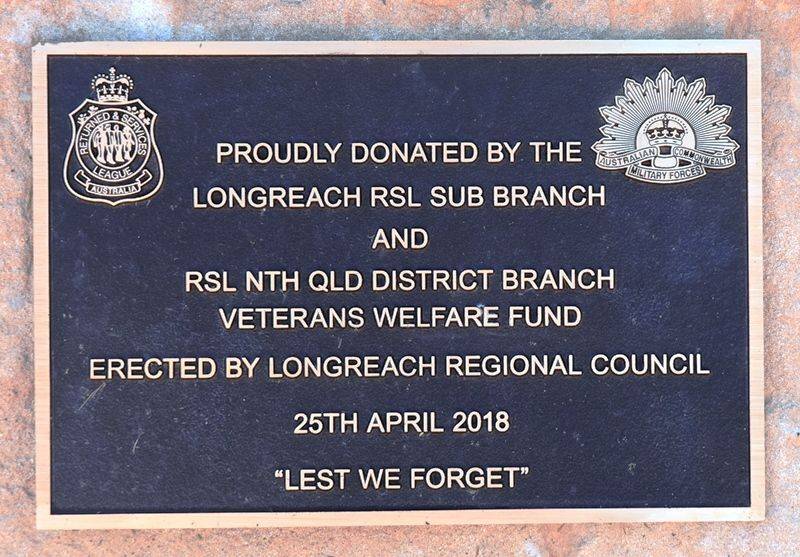 RETURNED & SERVICES
LEAGUE
AUSTRALIA
AUSTRALIAN COMMONWEALTH
MILITARY FORCES
PROUDLY DONATED BY THE
LONGREACH RSL SUB BRANCH
AND
RSL NTH QLD DISTRICT BRANCH
VETERANS WELFARE FUND
ERECTED BY LONGREACH REGIONAL COUNCIL
25TH APRIL 2018
“LEST WE FORGET”